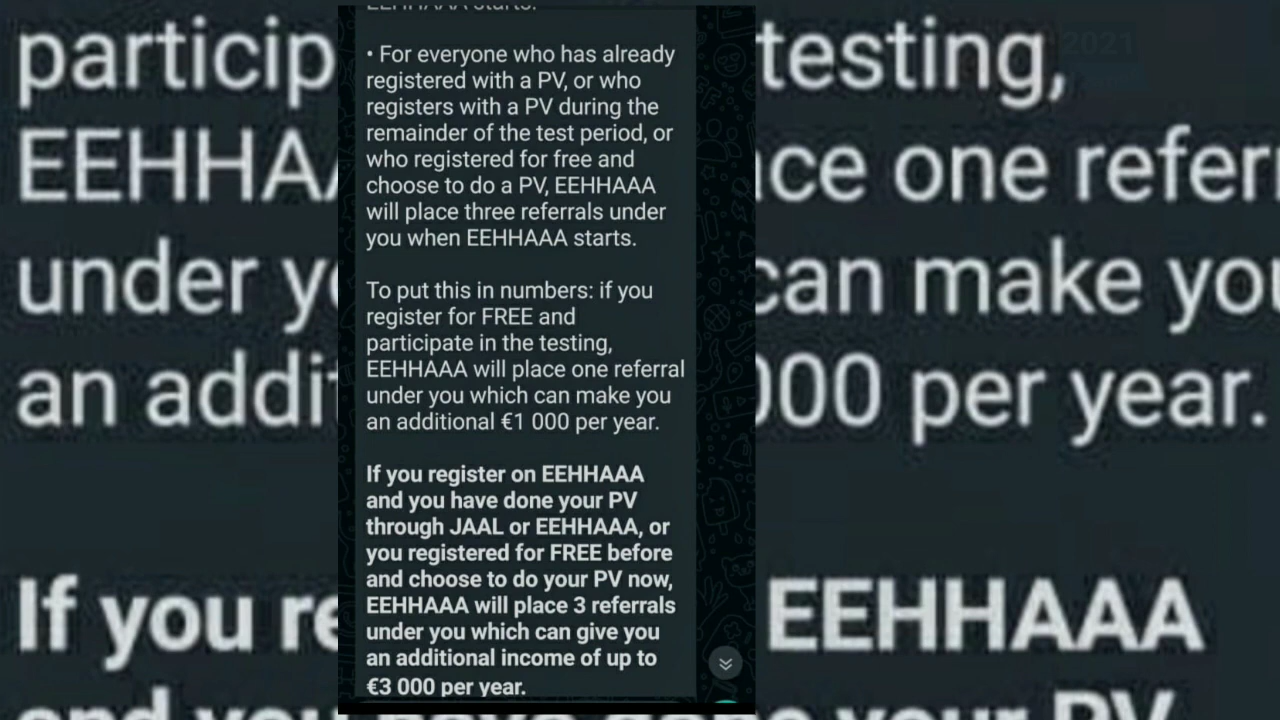 • For everyone who has already
registered with a PV, or who
registers with a PV during the
remainder of the test period, or
who registered for free and
choose to do a PV, EEHHAAA
will place three referrals under
you when EEHHAAA starts.
To put this in numbers: if you
register for FREE and
participate in the testing,
EEHHAAA will place one referral
under you which can make you
an additional €1 000 per year.
If you register on EEHHAAA
and you have done your PV
through JAAL or EEHHAAA, or
you registered for FREE before
and choose to do your PV now,
EEHHAAA will place 3 referrals
under you which can give you
an additional income of up to
€3 000 per year.
particip
EEHHA
under y
an addi
If you re
testing,
ce one refer
can make yo
000 per year.
EEHHAAA
2021